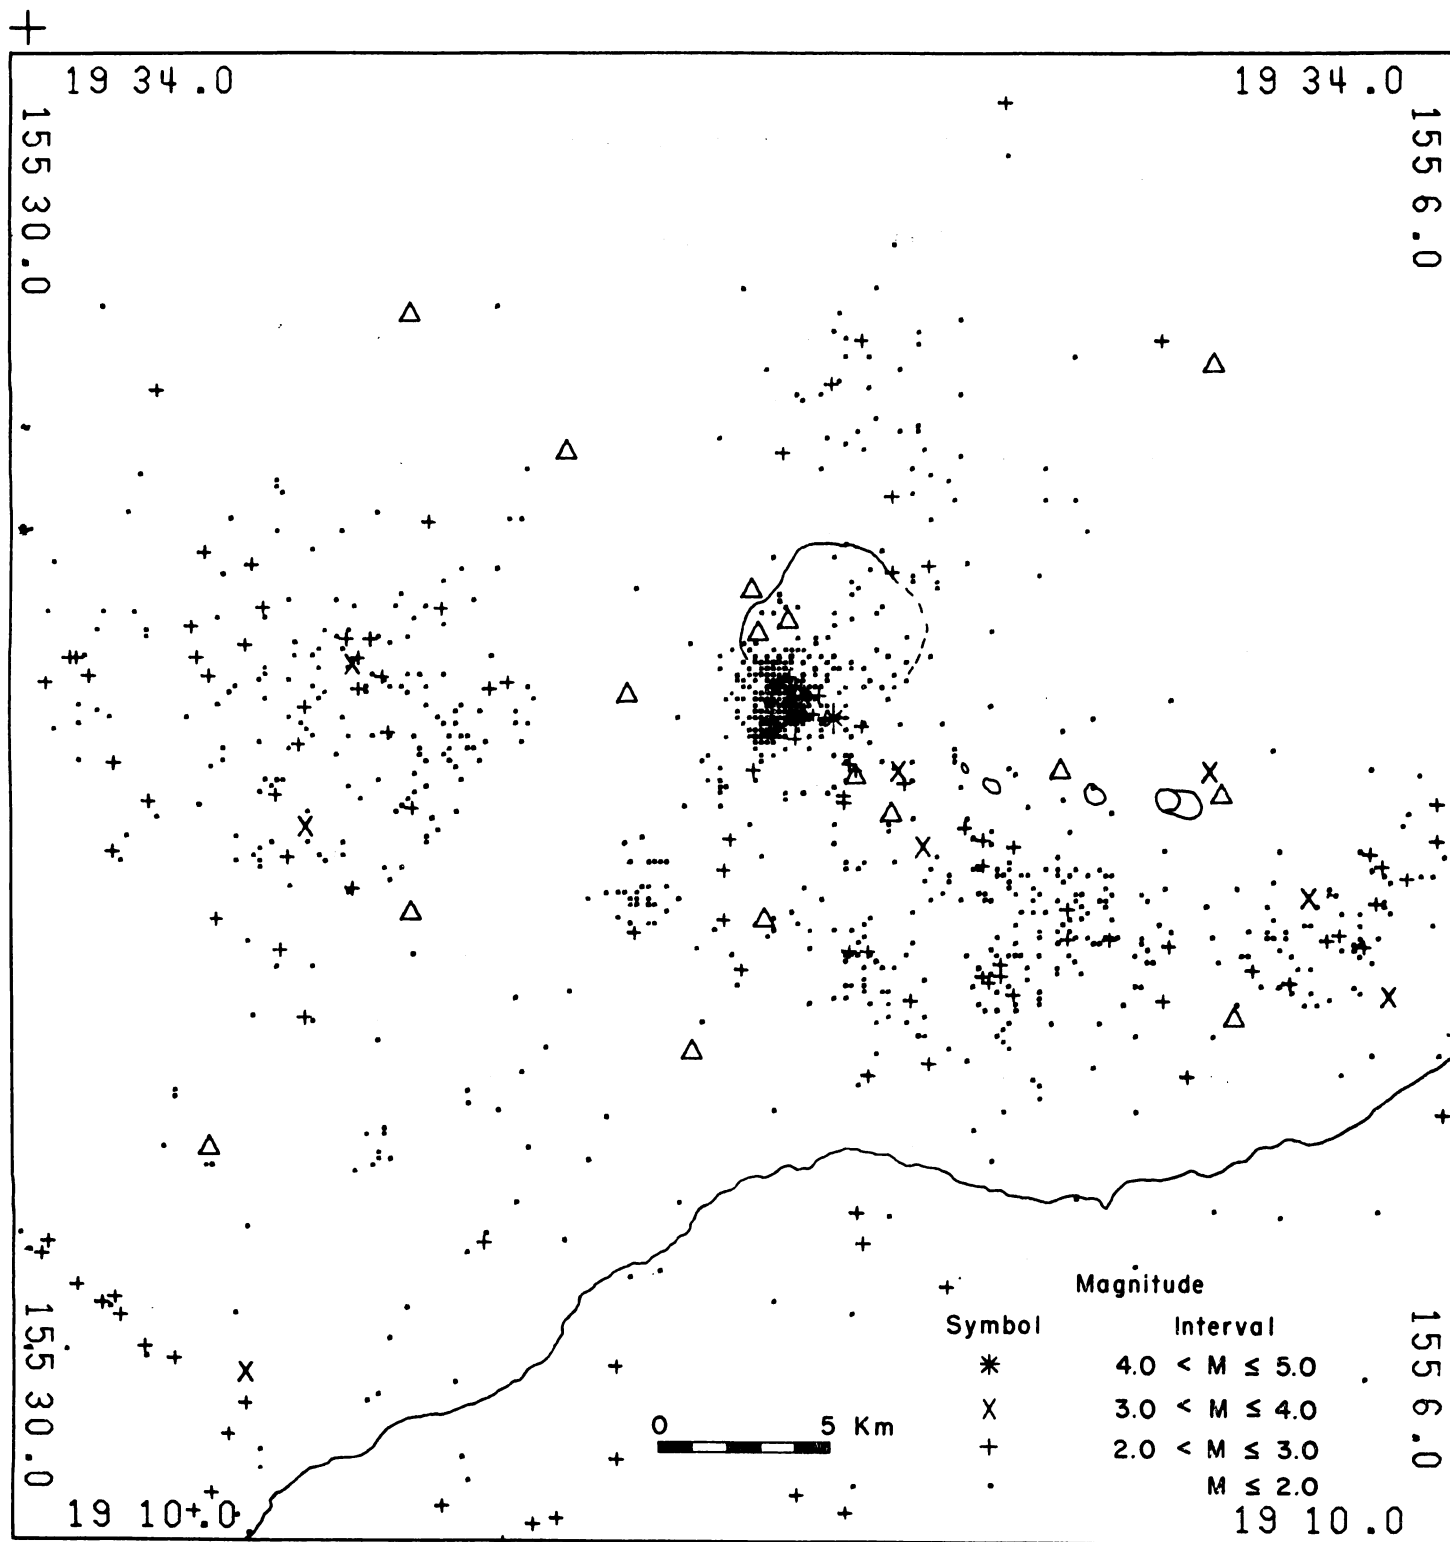 19 34.0
19 34.0
155 30.0
155 6.0
Magnitude
Symbol Interval
4.0 < M ≤ 5.0
3.0 < M ≤ 4.0
2.0 < M ≤ 3.0
M ≤ 2.0
0 5 Km
155 30.0
155 6.0
19 10.0
19 10.0